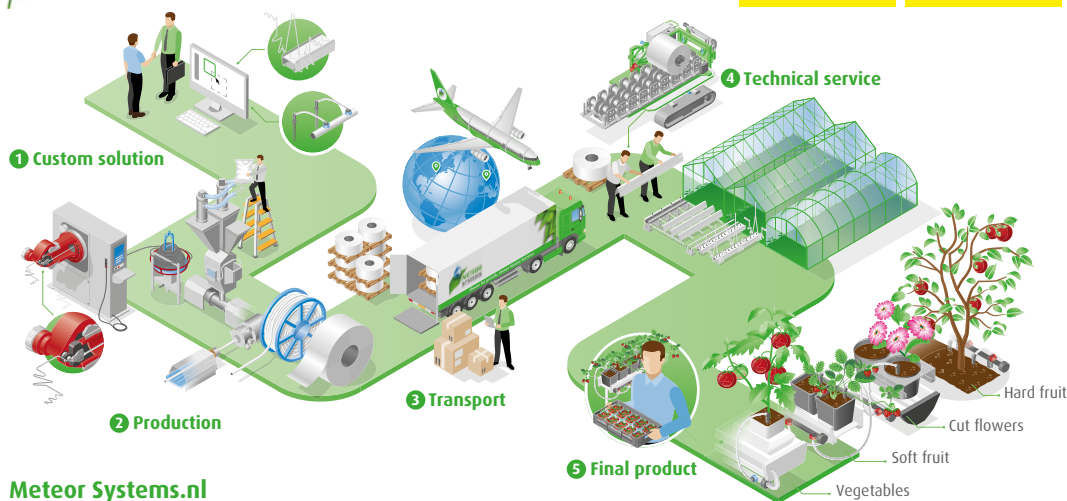 1 Custom solution
2 Production
3 Transport
4 Technical service
5 Final product
Hard fruit
Cut flowers
Soft fruit
Vegetables
Meteor Systems.nl